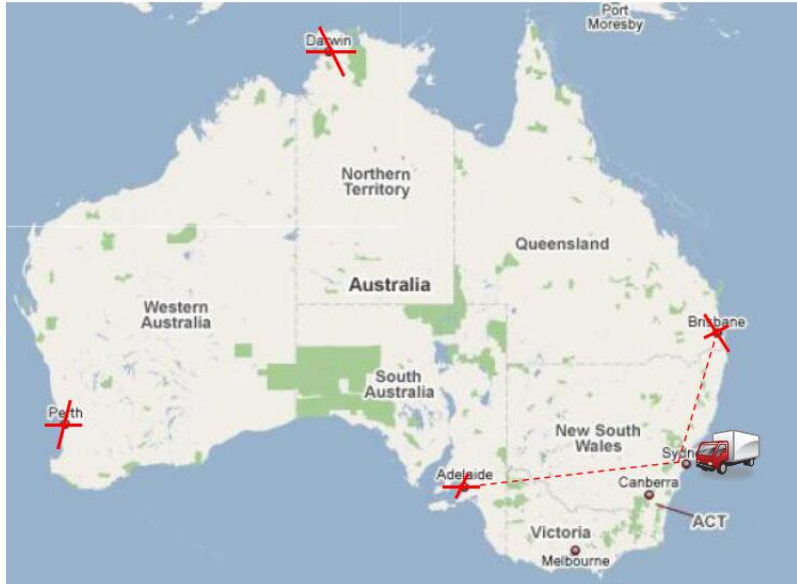 Port
Moresby
Darwin
Northern
Territory
Queensland
Australia
Western
Australia
Brisbane
South
Australia
Perth
New South
Wales
Sydne
Adelaide
Canberra
ACT
Victoria
Melbourne